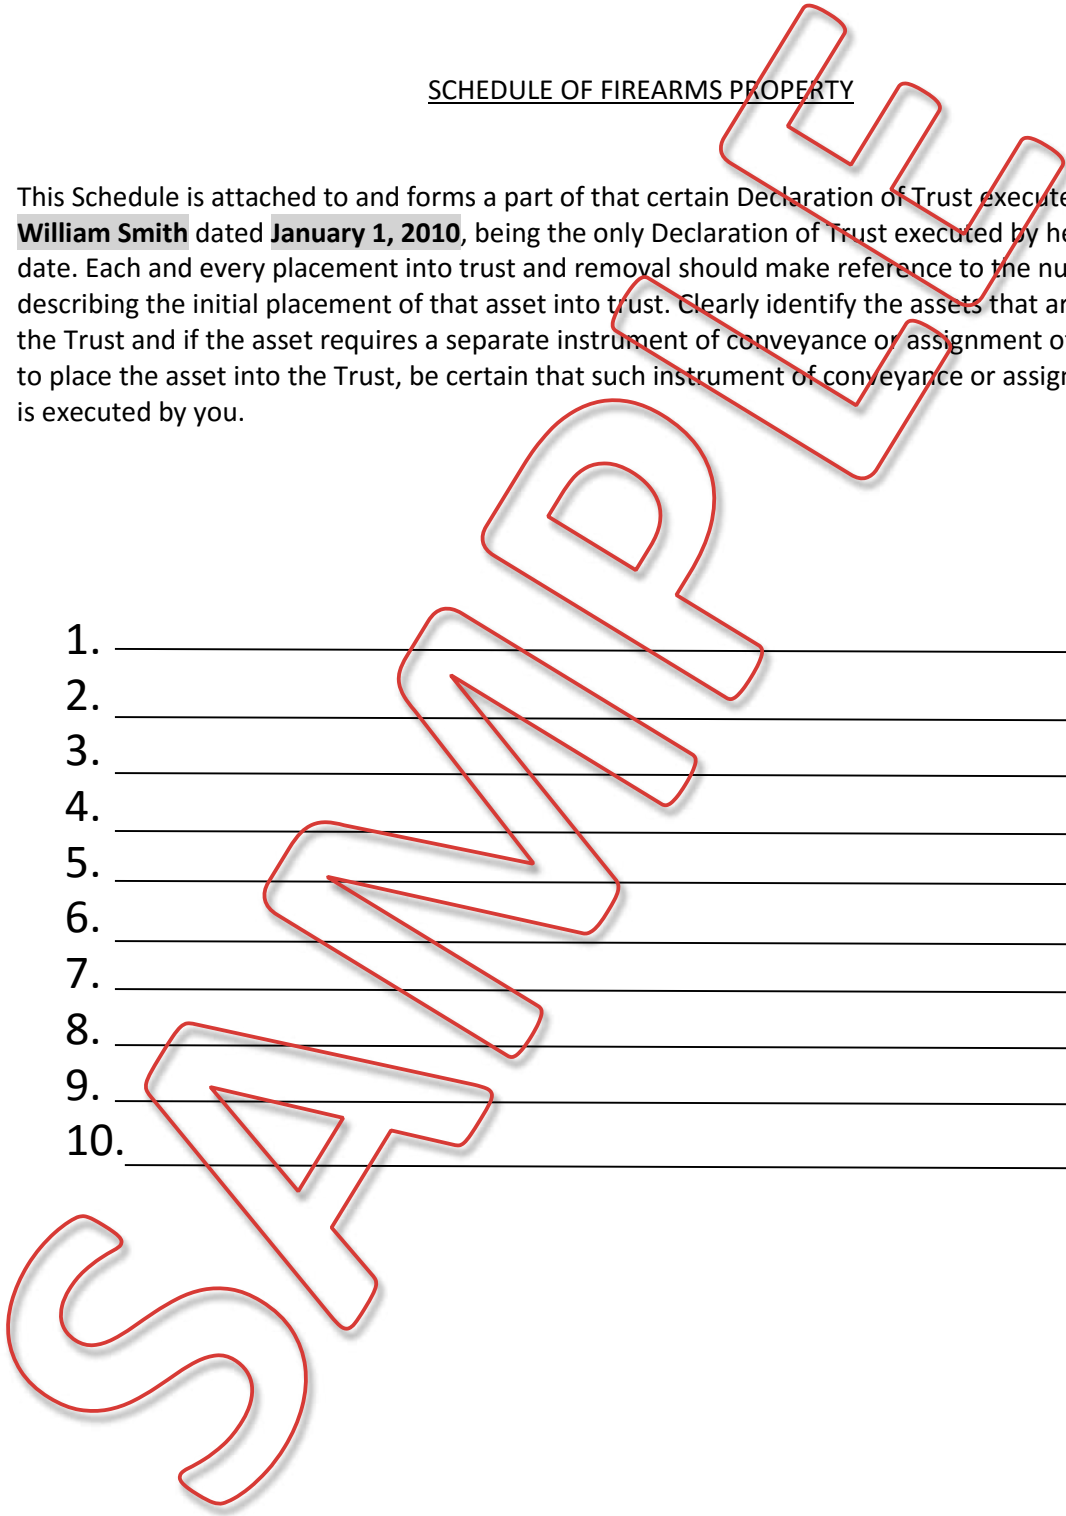 SCHEDULE OF FIREARMS PROPERTY
This Schedule is attached to and forms a part of that certain Declaration of Trust execute
William Smith dated January 1, 2010, being the only Declaration of Trust executed by he
date. Each and every placement into trust and removal should make reference to the nu
describing the initial placement of that asset into trust. Clearly identify the assets that ar
the Trust and if the asset requires a separate instrument of conveyance or assignment of
to place the asset into the Trust, be certain that such instrument of conveyance or assign
is executed by you.
1.
2.
3.
4.
5.
6.
7.
8.
9.
10.
SAMPLE